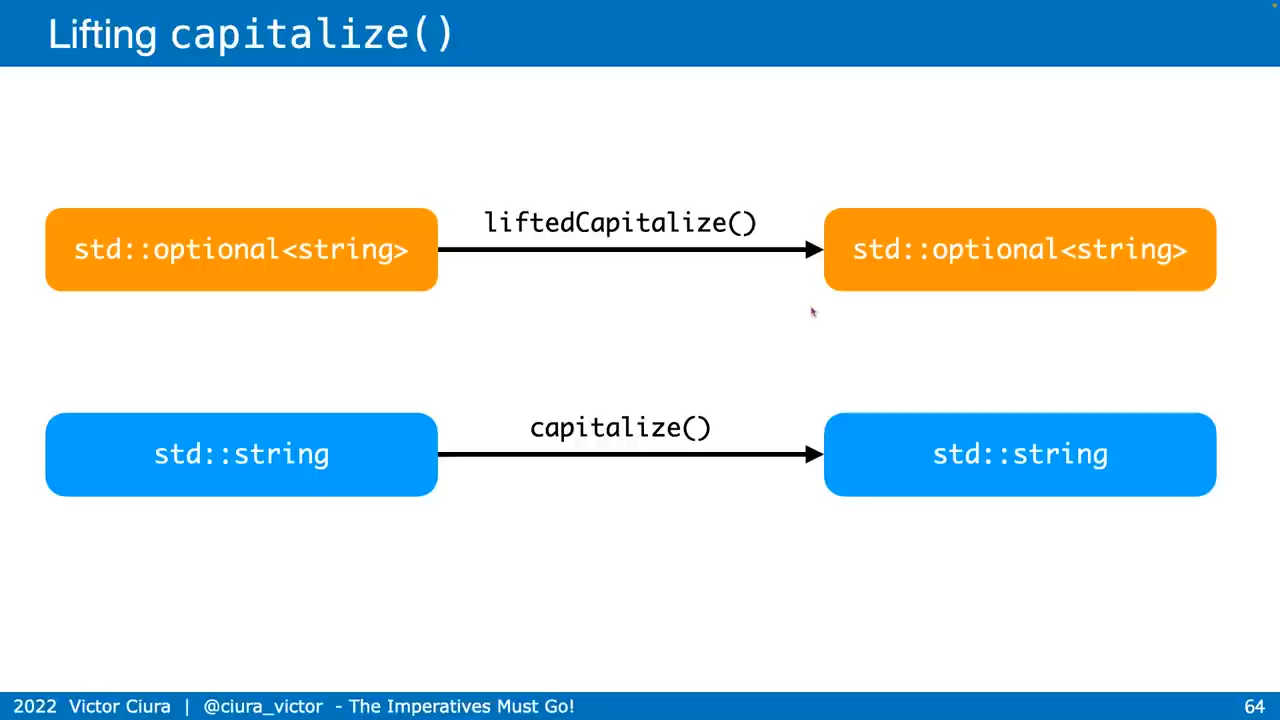 Lifting capitalize()
liftedCapitalize()
std::optional<string>
std::optional<string>
capitalize()
std::string
std::string
2022 Victor Ciura | @ciura_victor - The Imperatives Must Go!
64